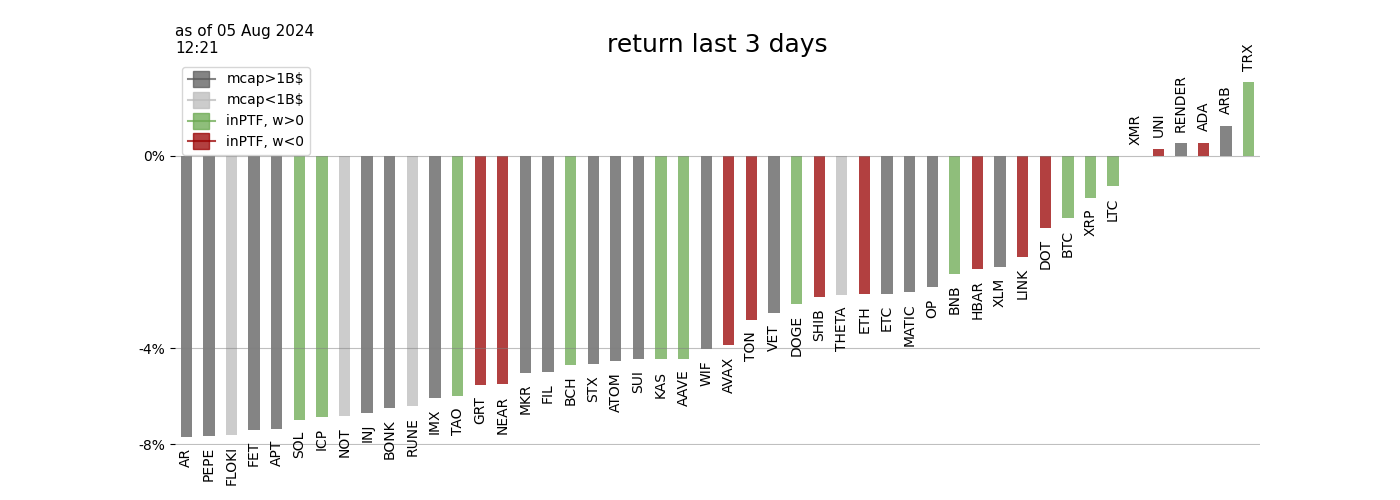 as of 05 Aug 2024
12:21
return last 3 days
mcap>1B$
mcap<1B$
inPTF, w>0
inPTF, w<0
0%
-4%
-8%
AR
PEPE
FLOKI
FET
APT
SOL
ICP
NOT
INJ
BONK
RUNE
IMX
TAO
GRT
NEAR
MKR
FIL
BCH
STX
ATOM
SUI
KAS
AAVE
WIF
AVAX
TON
VET
DOGE
SHIB
THETA
ETH
ETC
MATIC
OP
BNB
HBAR
XLM
LINK
DOT
BTC
XRP
LTC
XMR
UNI
RENDER
ADA
ARB
TRX